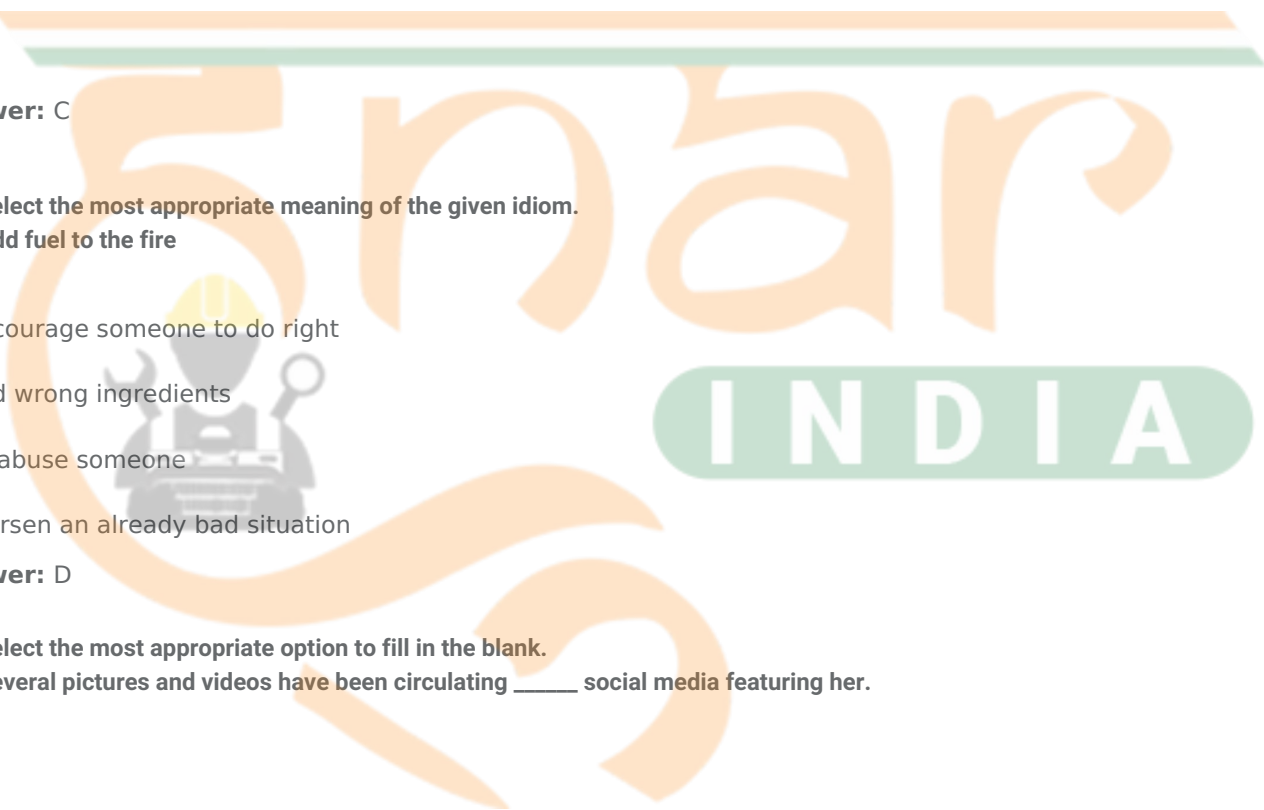 wer: C
elect the most appropriate meaning of the given idiom.
dd fuel to the fire
courage someone to do right
d wrong ingredients
abuse someone
rsen an already bad situation
wer: D
elect the most appropriate option to fill in the blank.
everal pictures and videos have been circulating ______ social media featuring her.
INDIA